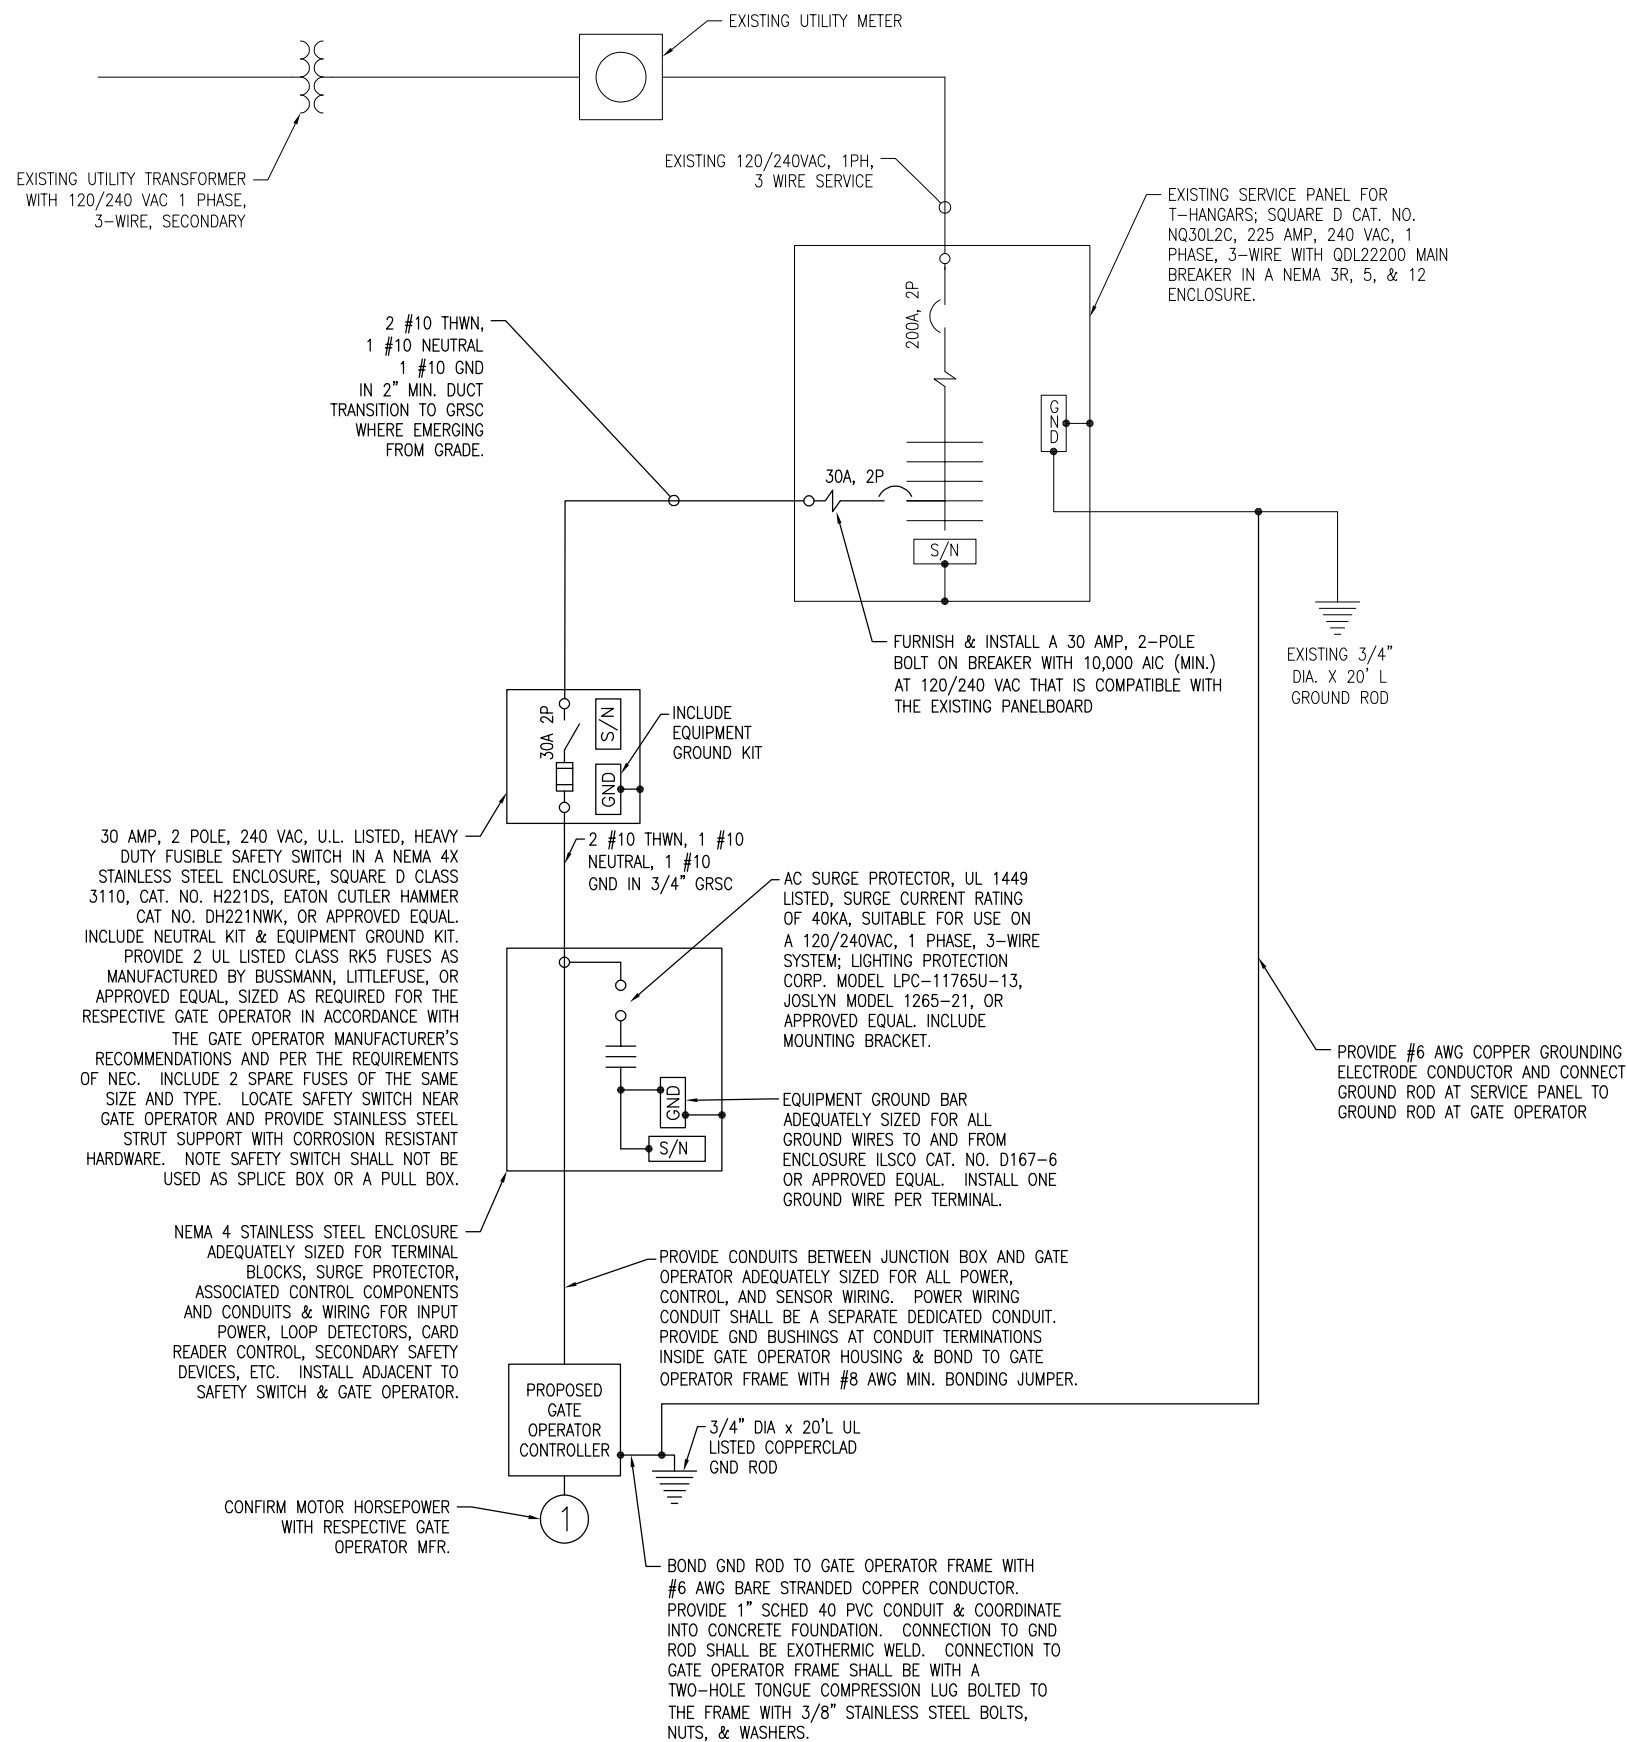 EXISTING UTILITY METER
EXISTING UTILITY TRANSFORMER
WITH 120/240 VAC 1 PHASE,
3-WIRE, SECONDARY
EXISTING 120/240VAC, 1PH,
3 WIRE SERVICE
EXISTING SERVICE PANEL FOR
T-HANGARS; SQUARE D CAT. NO.
NQ30L2C, 225 AMP, 240 VAC, 1
PHASE, 3-WIRE WITH QDL22200 MAIN
BREAKER IN A NEMA 3R, 5, & 12
ENCLOSURE.
200A, 2P
2 #10 THWN,
1 #10 NEUTRAL
1 #10 GND
IN 2" MIN. DUCT
TRANSITION TO GRSC
WHERE EMERGING
FROM GRADE.
GND
30A, 2P
S/N
FURNISH & INSTALL A 30 AMP, 2-POLE
BOLT ON BREAKER WITH 10,000 AIC (MIN.)
AT 120/240 VAC THAT IS COMPATIBLE WITH
THE EXISTING PANELBOARD
EXISTING 3/4"
DIA. X 20' L
GROUND ROD
30A 2P
S/N
GND
INCLUDE
EQUIPMENT
GROUND KIT
30 AMP, 2 POLE, 240 VAC, U.L. LISTED, HEAVY
DUTY FUSIBLE SAFETY SWITCH IN A NEMA 4X
STAINLESS STEEL ENCLOSURE, SQUARE D CLASS
3110, CAT. NO. H221DS, EATON CUTLER HAMMER
CAT NO. DH221NWK, OR APPROVED EQUAL.
INCLUDE NEUTRAL KIT & EQUIPMENT GROUND KIT.
PROVIDE 2 UL LISTED CLASS RK5 FUSES AS
MANUFACTURED BY BUSSMANN, LITTLEFUSE, OR
APPROVED EQUAL, SIZED AS REQUIRED FOR THE
RESPECTIVE GATE OPERATOR IN ACCORDANCE WITH
THE GATE OPERATOR MANUFACTURER'S
RECOMMENDATIONS AND PER THE REQUIREMENTS
OF NEC. INCLUDE 2 SPARE FUSES OF THE SAME
SIZE AND TYPE. LOCATE SAFETY SWITCH NEAR
GATE OPERATOR AND PROVIDE STAINLESS STEEL
STRUT SUPPORT WITH CORROSION RESISTANT
HARDWARE. NOTE SAFETY SWITCH SHALL NOT BE
USED AS SPLICE BOX OR A PULL BOX.
2 #10 THWN, 1 #10
NEUTRAL, 1 #10
GND IN 3/4" GRSC
AC SURGE PROTECTOR, UL 1449
LISTED, SURGE CURRENT RATING
OF 40KA, SUITABLE FOR USE ON
A 120/240VAC, 1 PHASE, 3-WIRE
SYSTEM; LIGHTING PROTECTION
CORP. MODEL LPC-11765U-13,
JOSLYN MODEL 1265-21, OR
APPROVED EQUAL. INCLUDE
MOUNTING BRACKET.
GND
S/N
EQUIPMENT GROUND BAR
ADEQUATELY SIZED FOR ALL
GROUND WIRES TO AND FROM
ENCLOSURE ILSCO CAT. NO. D167-6
OR APPROVED EQUAL. INSTALL ONE
GROUND WIRE PER TERMINAL.
PROVIDE #6 AWG COPPER GROUNDING
ELECTRODE CONDUCTOR AND CONNECT
GROUND ROD AT SERVICE PANEL TO
GROUND ROD AT GATE OPERATOR
NEMA 4 STAINLESS STEEL ENCLOSURE
ADEQUATELY SIZED FOR TERMINAL
BLOCKS, SURGE PROTECTOR,
ASSOCIATED CONTROL COMPONENTS
AND CONDUITS & WIRING FOR INPUT
POWER, LOOP DETECTORS, CARD
READER CONTROL, SECONDARY SAFETY
DEVICES, ETC. INSTALL ADJACENT TO
SAFETY SWITCH & GATE OPERATOR.
PROVIDE CONDUITS BETWEEN JUNCTION BOX AND GATE
OPERATOR ADEQUATELY SIZED FOR ALL POWER,
CONTROL, AND SENSOR WIRING. POWER WIRING
CONDUIT SHALL BE A SEPARATE DEDICATED CONDUIT.
PROVIDE GND BUSHINGS AT CONDUIT TERMINATIONS
INSIDE GATE OPERATOR HOUSING & BOND TO GATE
OPERATOR FRAME WITH #8 AWG MIN. BONDING JUMPER.
PROPOSED
GATE
OPERATOR
CONTROLLER
3/4" DIA x 20'L UL
LISTED COPPERCLAD
GND ROD
CONFIRM MOTOR HORSEPOWER
WITH RESPECTIVE GATE
OPERATOR MFR.
1
BOND GND ROD TO GATE OPERATOR FRAME WITH
#6 AWG BARE STRANDED COPPER CONDUCTOR.
PROVIDE 1" SCHED 40 PVC CONDUIT & COORDINATE
INTO CONCRETE FOUNDATION. CONNECTION TO GND
ROD SHALL BE EXOTHERMIC WELD. CONNECTION TO
GATE OPERATOR FRAME SHALL BE WITH A
TWO-HOLE TONGUE COMPRESSION LUG BOLTED TO
THE FRAME WITH 3/8" STAINLESS STEEL BOLTS,
NUTS, & WASHERS.